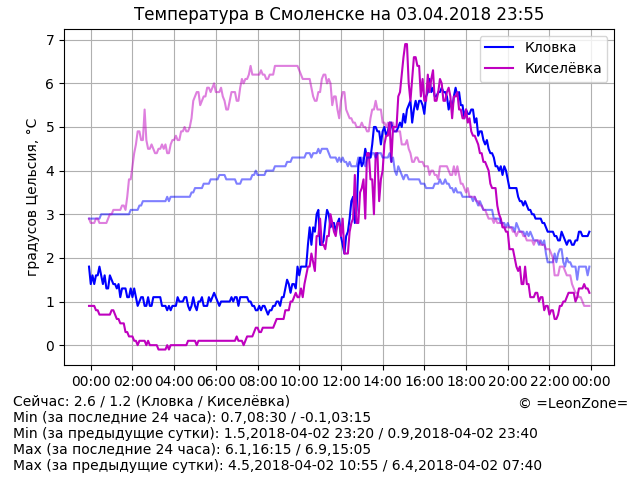 Температура в Смоленске на 03.04.2018 23:55
Кловка
Киселёвка
градусов Цельсия, °C
7
6
5
4
3
2
1
0
00:00 02:00 04:00 06:00 08:00 10:00 12:00 14:00 16:00 18:00 20:00 22:00 00:00
Сейчас: 2.6 / 1.2 (Кловка / Киселёвка)
© =LeonZone=
Min (за последние 24 часа): 0.7,08:30 / -0.1,03:15
Min (за предыдущие сутки): 1.5,2018-04-02 23:20 / 0.9,2018-04-02 23:40
Max (за последние 24 часа): 6.1,16:15 / 6.9,15:05
Max (за предыдущие сутки): 4.5,2018-04-02 10:55 / 6.4,2018-04-02 07:40